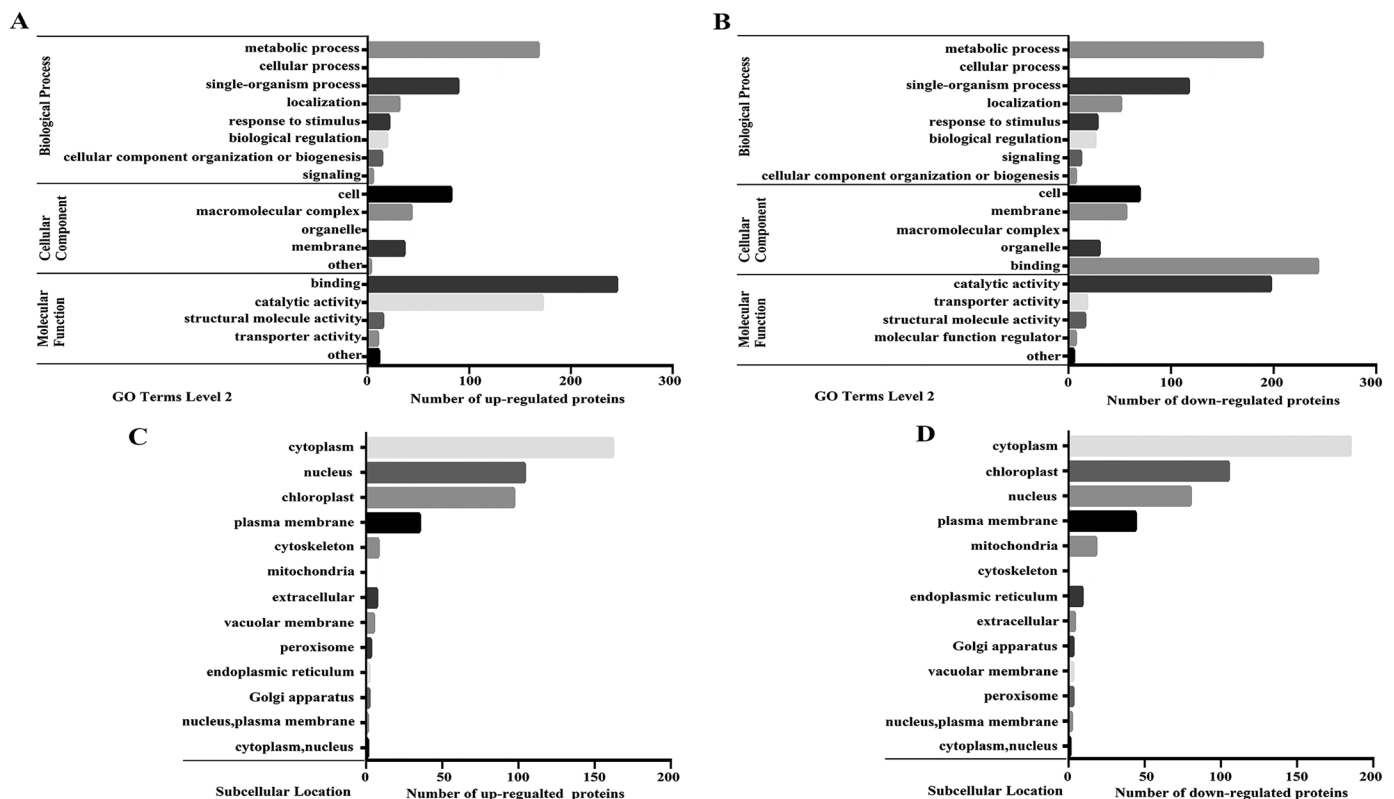 A
Biological Process
metabolic process
cellular process
single-organism process
localization
response to stimulus
biological regulation
cellular component organization or biogenesis
signaling
Cellular
Component
cell
macromolecular complex
organelle
membrane
other
Molecular
Function
binding
catalytic activity
structural molecule activity
transporter activity
other
0 100 200 300
GO Terms Level 2
Number of up-regulated proteins
B
Biological Process
metabolic process
cellular process
single-organism process
localization
response to stimulus
biological regulation
signaling
cellular component organization or biogenesis
Cellular
Component
cell
membrane
macromolecular complex
organelle
binding
Molecular
Function
catalytic activity
transporter activity
structural molecule activity
molecular function regulator
other
0 100 200 300
GO Terms Level 2
Number of down-regulated proteins
C
cytoplasm
nucleus
chloroplast
plasma membrane
cytoskeleton
mitochondria
extracellular
vacuolar membrane
peroxisome
endoplasmic reticulum
Golgi apparatus
nucleus,plasma membrane
cytoplasm,nucleus
0 50 100 150 200
Subcellular Location
Number of up-regualted proteins
D
cytoplasm
chloroplast
nucleus
plasma membrane
mitochondria
cytoskeleton
endoplasmic reticulum
extracellular
Golgi apparatus
vacuolar membrane
peroxisome
nucleus,plasma membrane
cytoplasm,nucleus
0 50 100 150 200
Subcellular Location
Number of down-regulated proteins